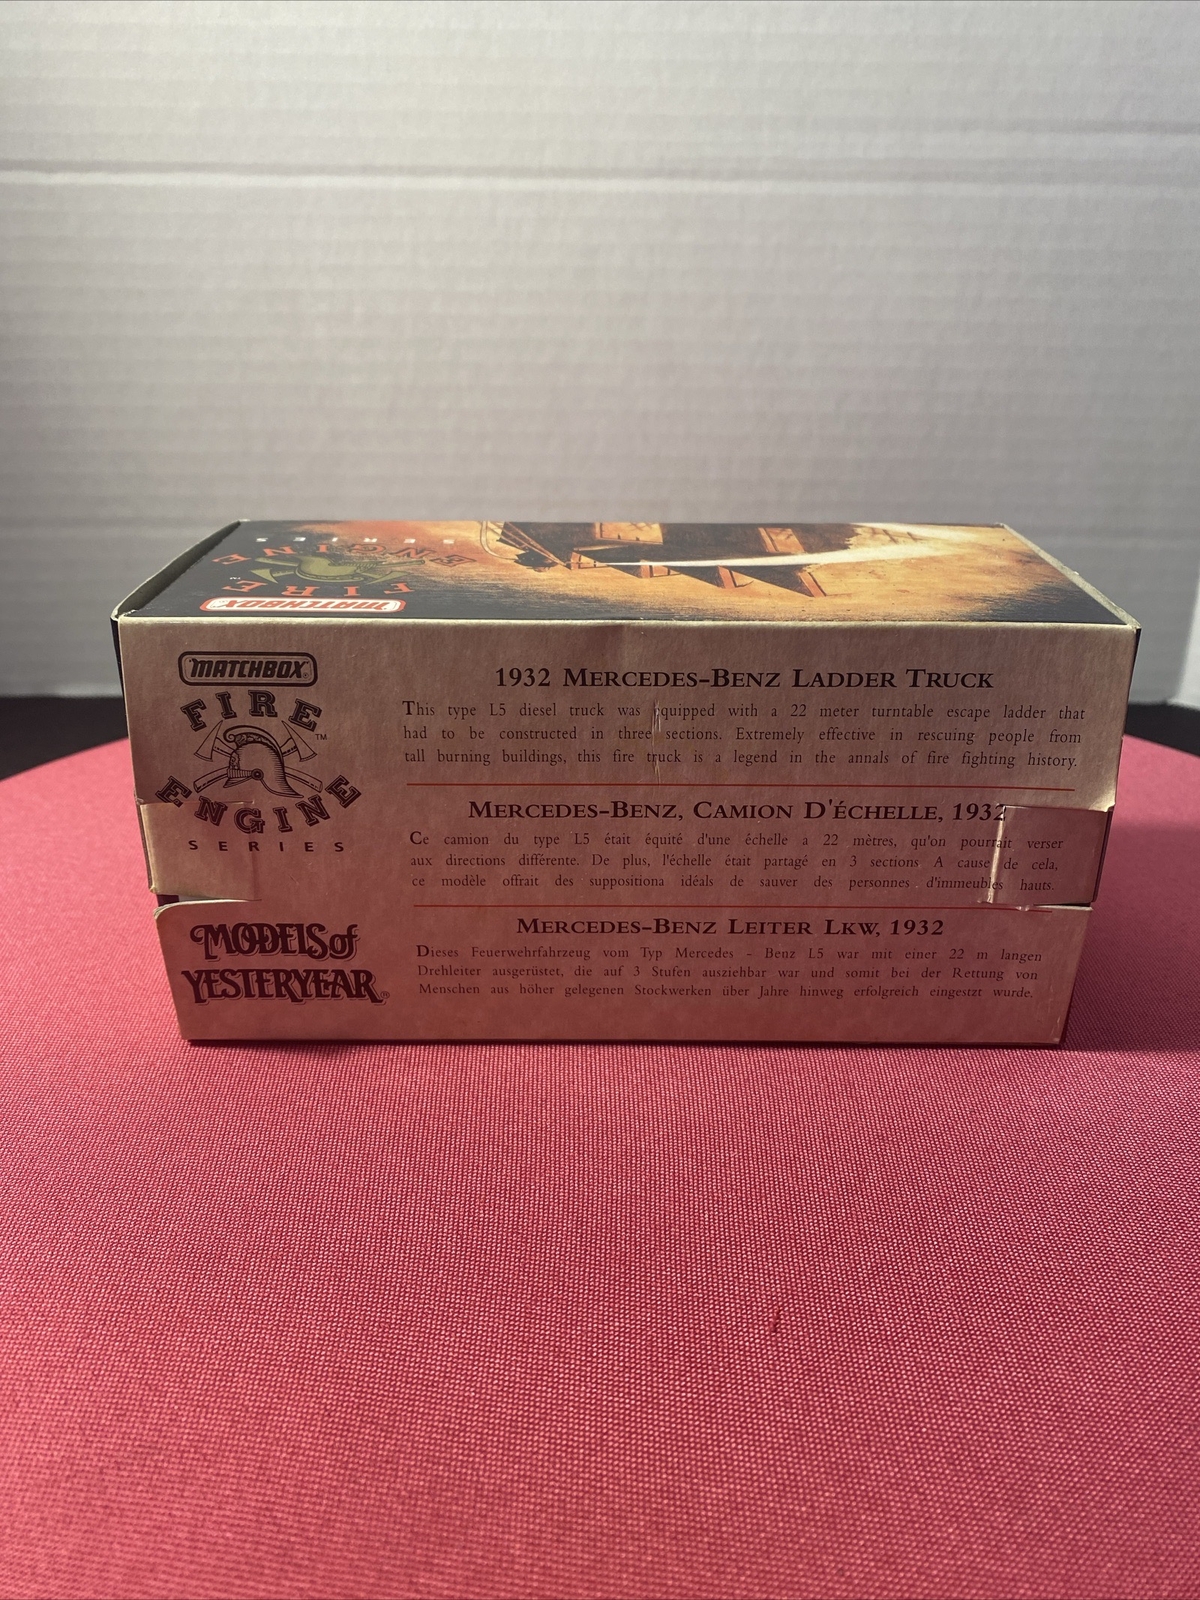 SERIES
FIRE ENGINE
™
MATCHBOX
MATCHBOX®
FIRE
™
ENGINE
SERIES
MODELS of
YESTERYEAR®
1932 MERCEDES-BENZ LADDER TRUCK
This type L5 diesel truck was equipped with a 22 meter turntable escape ladder that
had to be constructed in three sections. Extremely effective in rescuing people from
tall burning buildings, this fire truck is a legend in the annals of fire fighting history.
MERCEDES-BENZ, CAMION D'ÉCHELLE, 1932
Ce camion du type L5 était équité d'une échelle a 22 mètres, qu'on pourrait verser
aux directions différente. De plus, l'échelle était partagé en 3 sections A cause de cela,
ce modèle offrait des suppositiona idéals de sauver des personnes d'immeubles hauts.
MERCEDES-BENZ LEITER LKW, 1932
Dieses Feuerwehrfahrzeug vom Typ Mercedes - Benz L5 war mit einer 22 m langen
Drehleiter ausgerüstet, die auf 3 Stufen ausziehbar war und somit bei der Rettung von
Menschen aus höher gelegenen Stockwerken über Jahre hinweg erfolgreich eingestzt wurde.